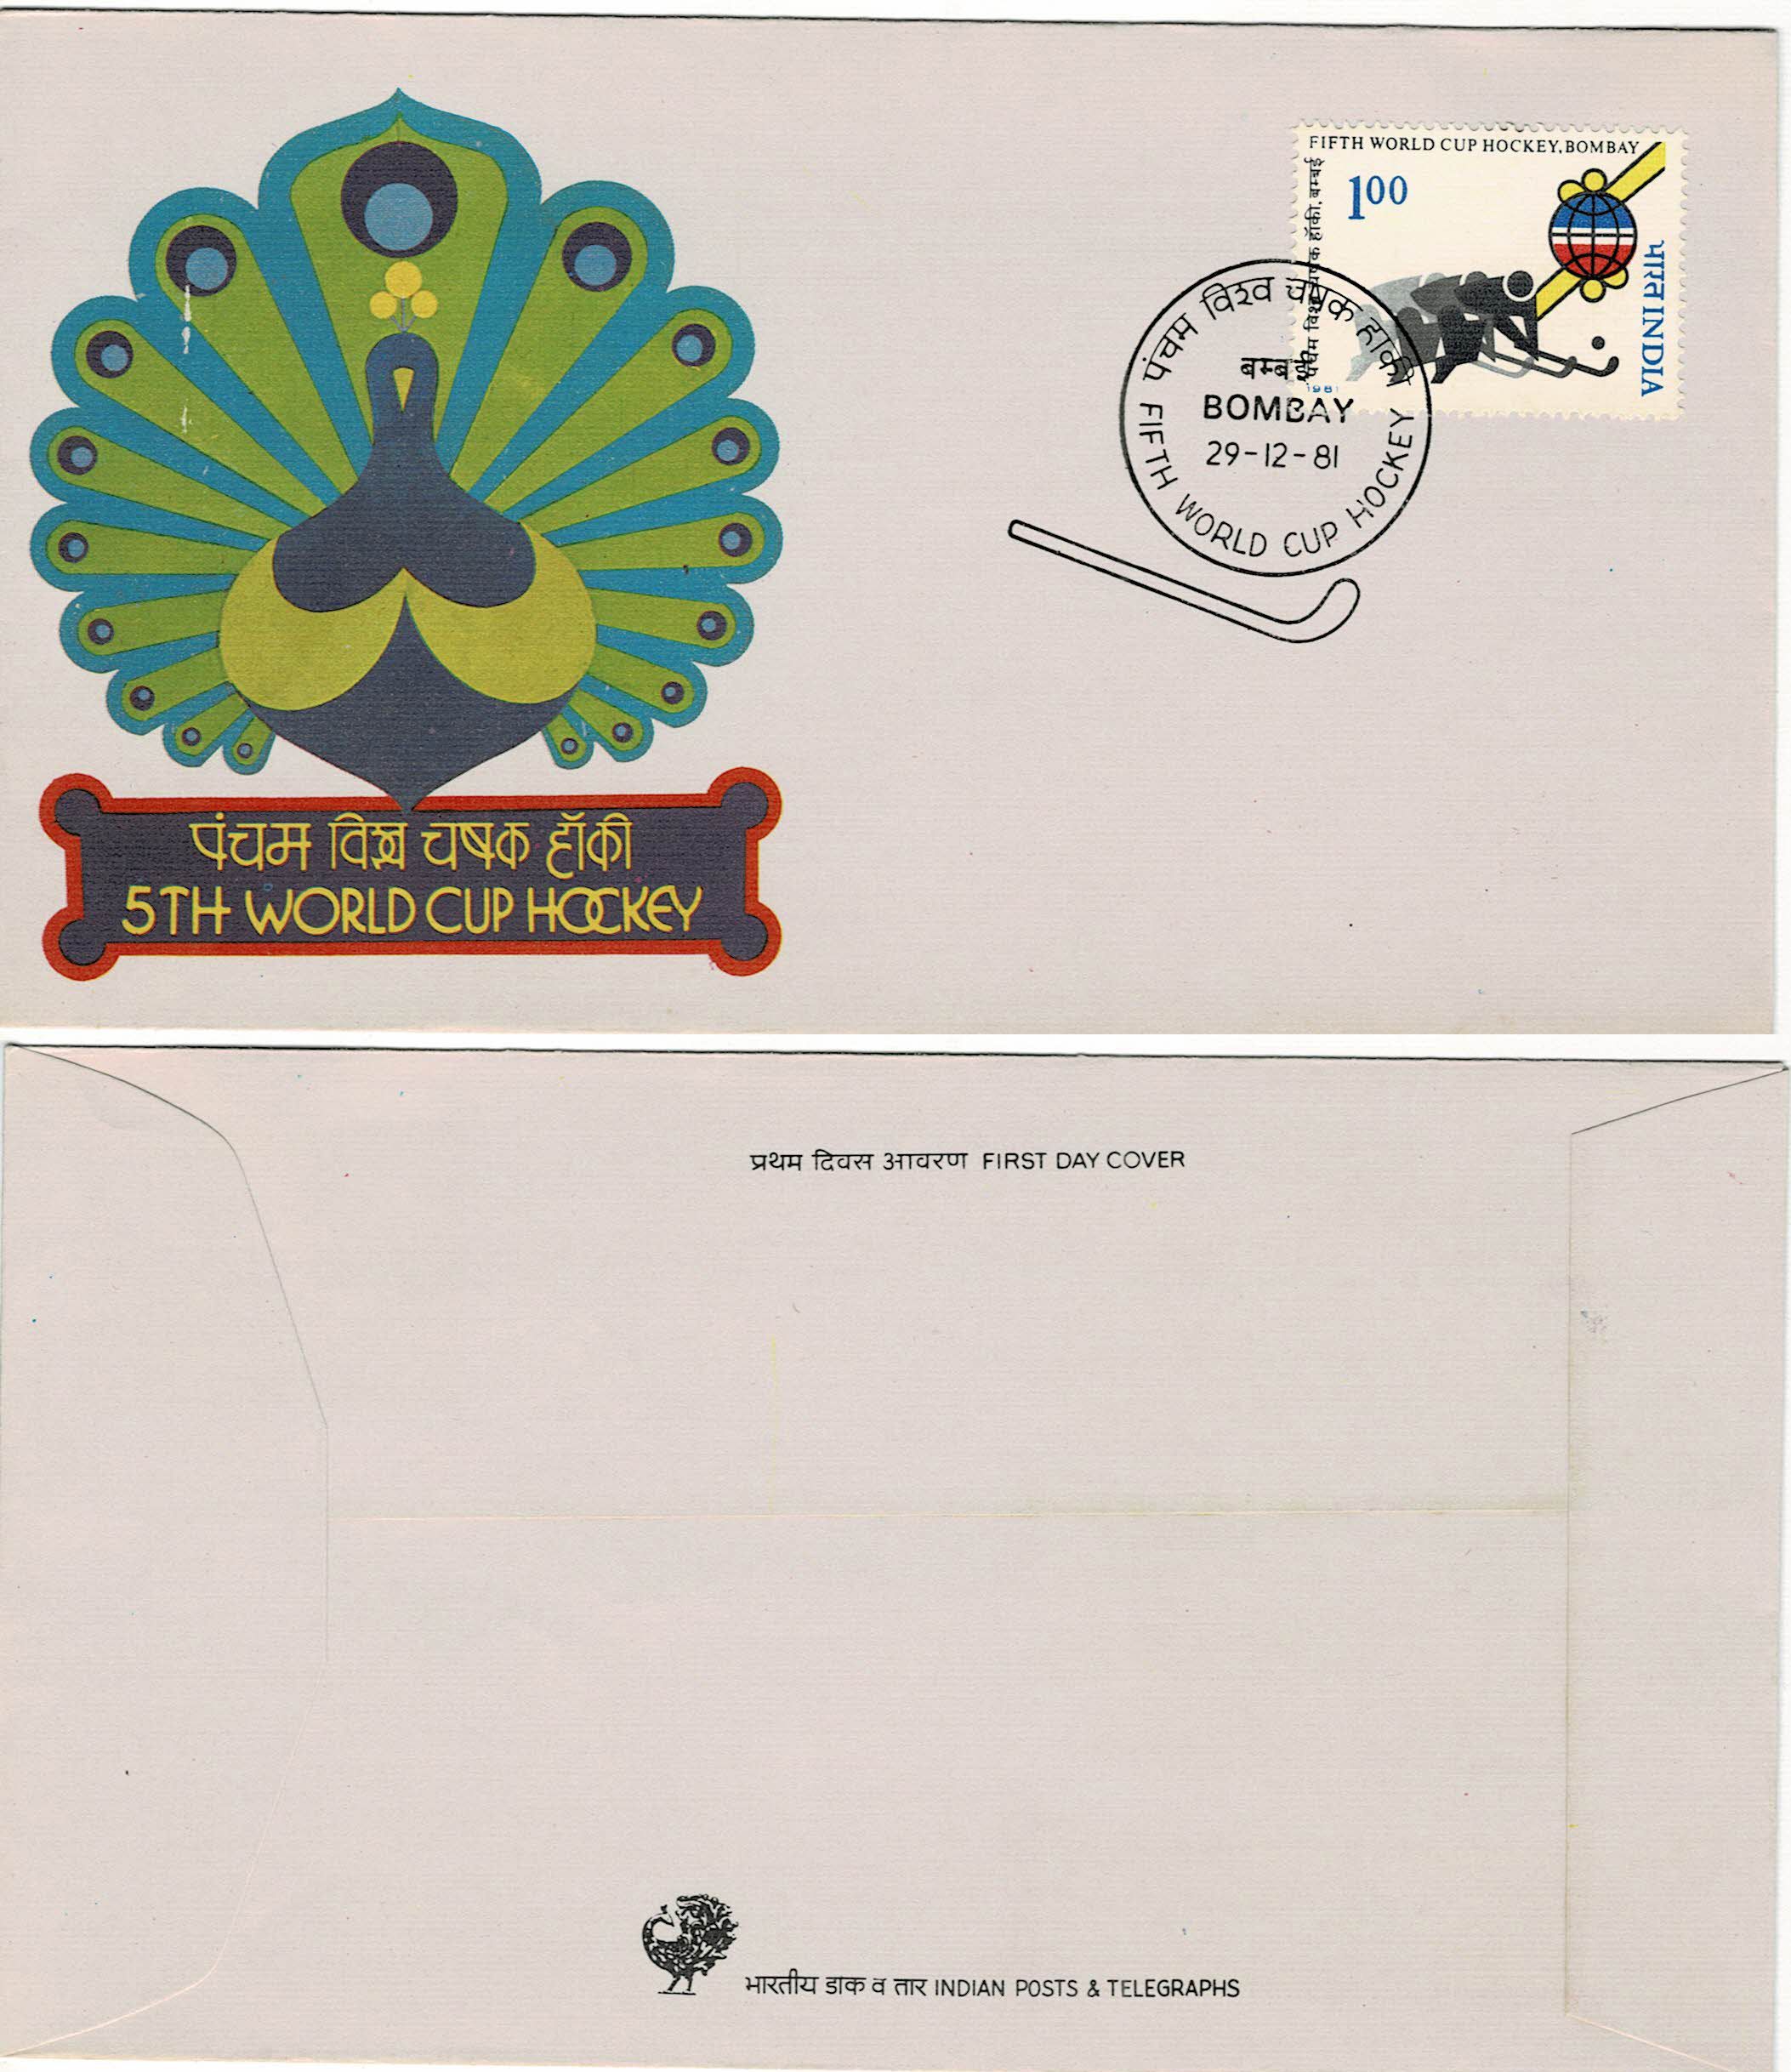 FIFTH WORLD CUP HOCKEY, BOMBAY
पंचम विश्व चषक हॉकी, बम्बई
100
भारत INDIA
1981
पंचम विश्व चषक हॉकी
बम्बई
BOMBAY
29-12-81
FIFTH WORLD CUP HOCKEY
पंचम विश्व चषक हॉकी
5TH WORLD CUP HOCKEY
प्रथम दिवस आवरण FIRST DAY COVER
भारतीय डाक व तार INDIAN POSTS & TELEGRAPHS